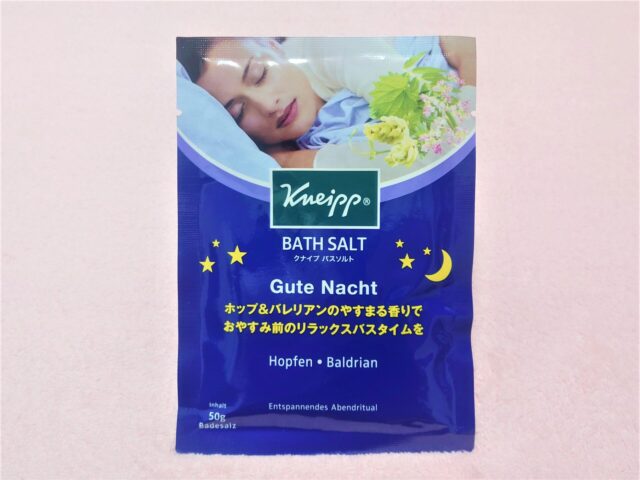 Kneipp®
BATH SALT
クナイプ バスソルト
Gute Nacht
ホップ&バレリアンのやすまる香りで
おやすみ前のリラックスバスタイムを
Hopfen • Baldrian
Inhalt
50g
Badesalz
Entspannendes Abendritual